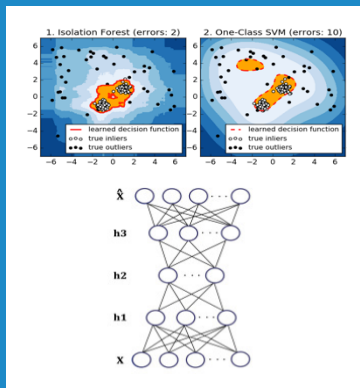 1. Isolation Forest (errors: 2)
2. One-Class SVM (errors: 10)
6
4
2
0
−2
−4
−6
learned decision function
true inliers
true outliers
−6 −4 −2 0 2 4 6
6
4
2
0
−2
−4
−6
learned decision function
true inliers
true outliers
−6 −4 −2 0 2 4 6
X̂
h3
h2
h1
X